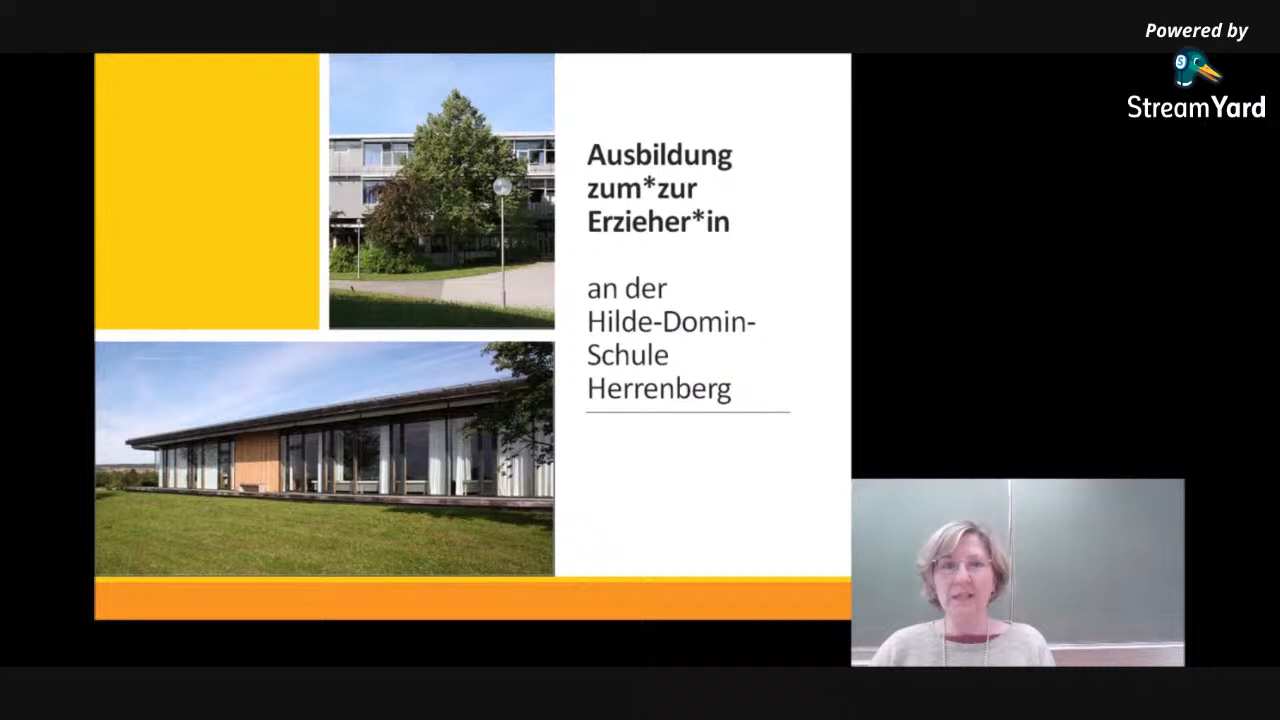 Powered by
StreamYard
Ausbildung
zum*zur
Erzieher*in
an der
Hilde-Domin-
Schule
Herrenberg